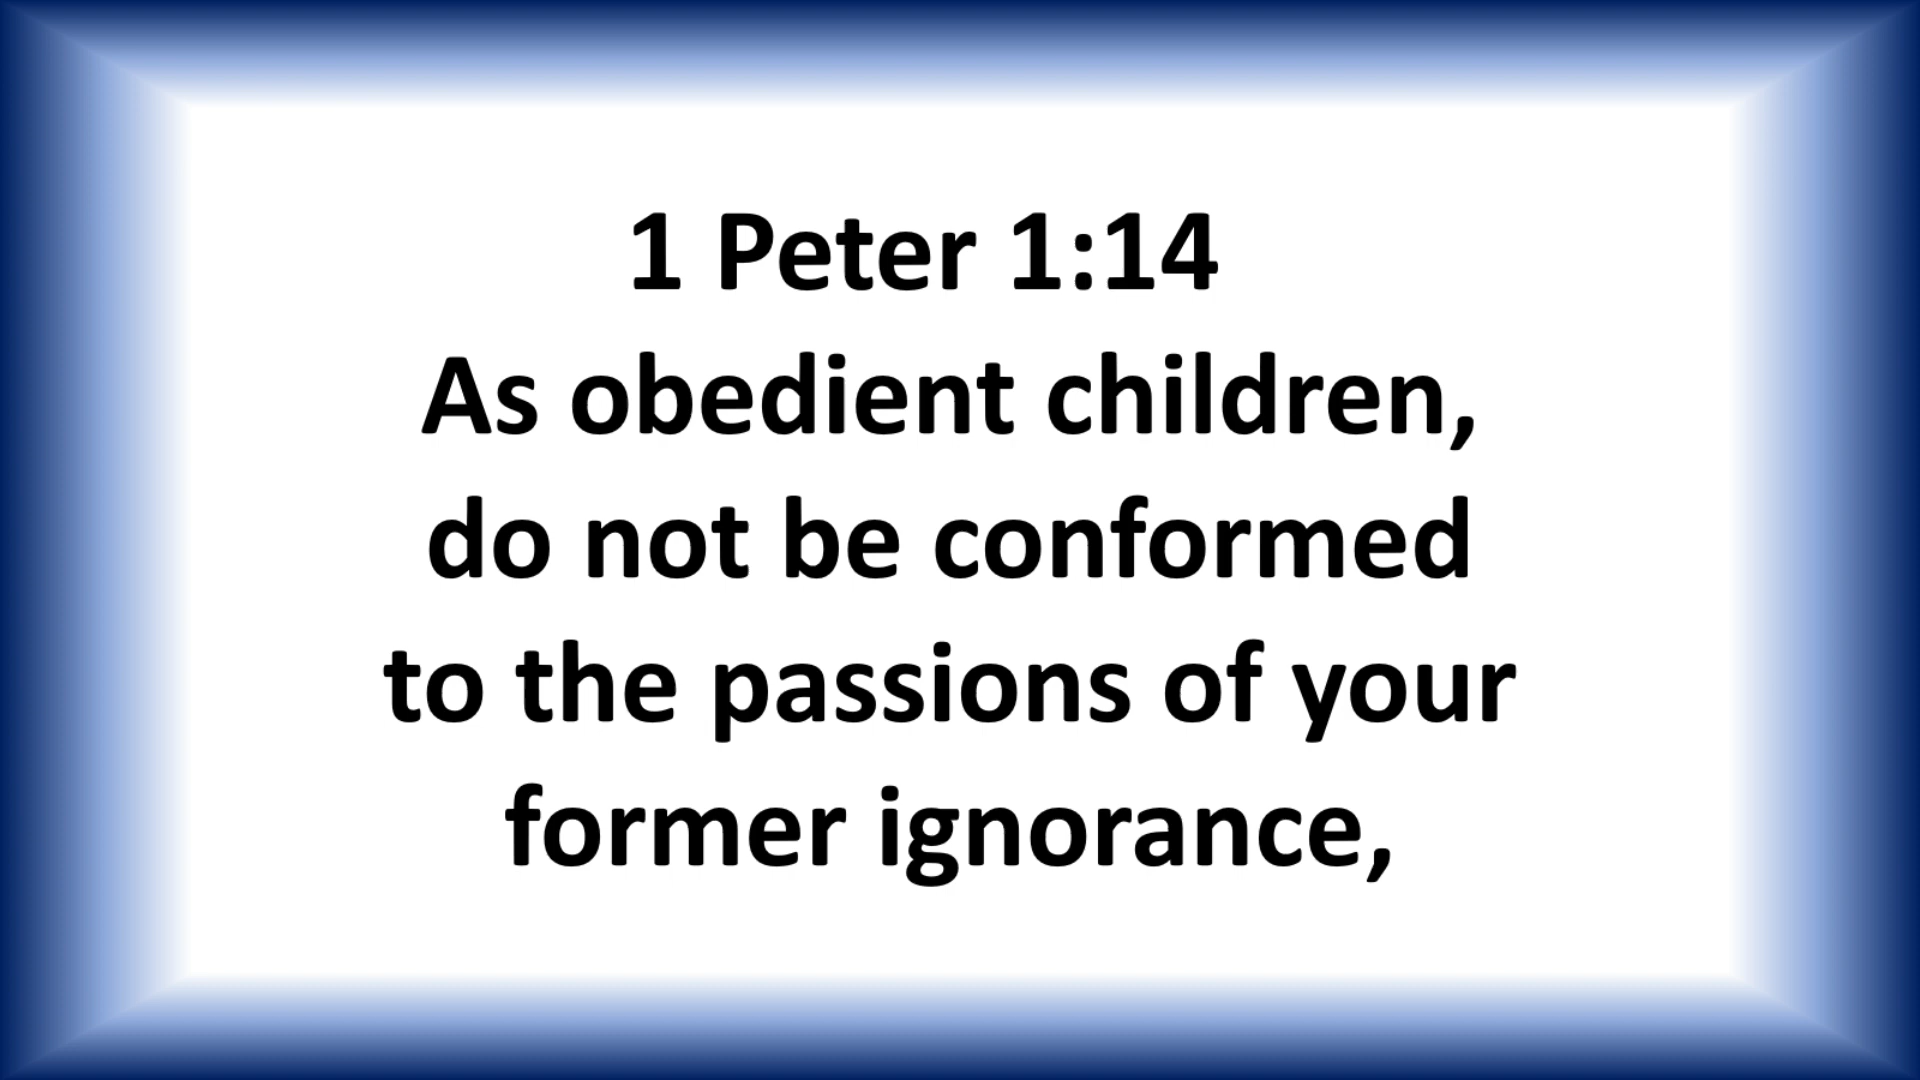 1 Peter 1:14
As obedient children,
do not be conformed
to the passions of your
former ignorance,